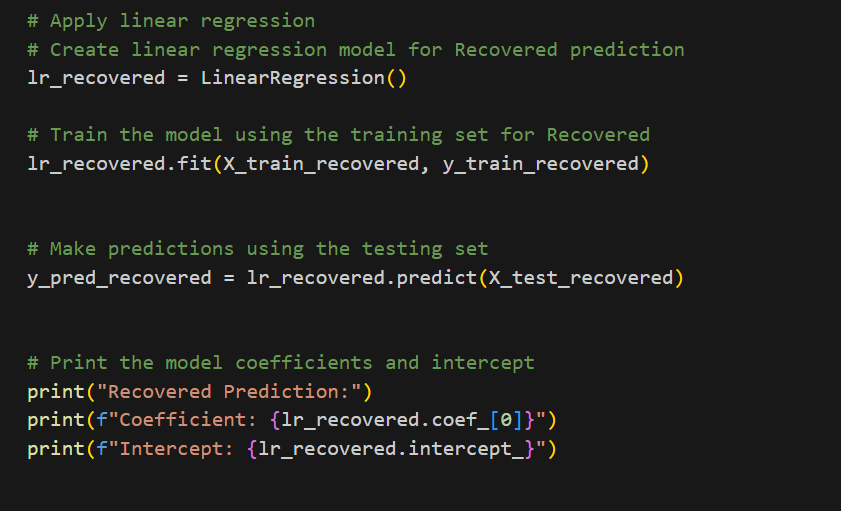 # Apply linear regression
# Create linear regression model for Recovered prediction
lr_recovered = LinearRegression()
# Train the model using the training set for Recovered
lr_recovered.fit(X_train_recovered, y_train_recovered)
# Make predictions using the testing set
y_pred_recovered = lr_recovered.predict(X_test_recovered)
# Print the model coefficients and intercept
print("Recovered Prediction:")
print(f"Coefficient: {lr_recovered.coef_[0]}")
print(f"Intercept: {lr_recovered.intercept_}")